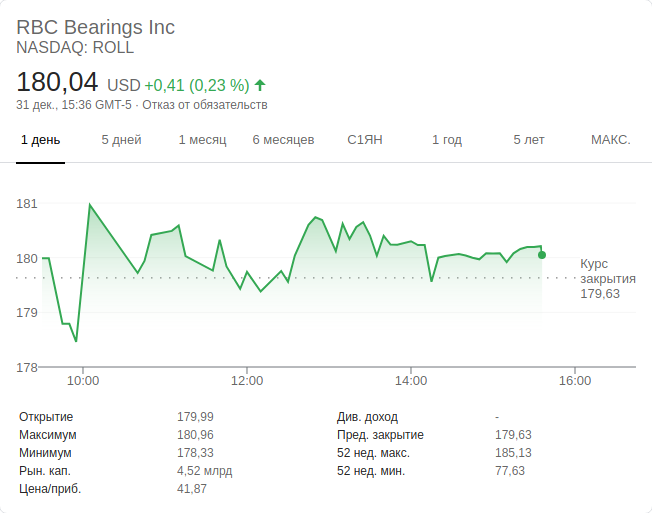 RBC Bearings Inc
NASDAQ: ROLL
180,04 USD +0,41 (0,23 %)
31 дек., 15:36 GMT-5 · Отказ от обязательств
1 день 5 дней 1 месяц 6 месяцев С1ЯН 1 год 5 лет МАКС.
181
180
179
178
Курс
закрытия
179,63
10:00 12:00 14:00 16:00
Открытие 179,99 Див. доход -
Максимум 180,96 Пред. закрытие 179,63
Минимум 178,33 52 нед. макс. 185,13
Рын. кап. 4,52 млрд 52 нед. мин. 77,63
Цена/приб. 41,87